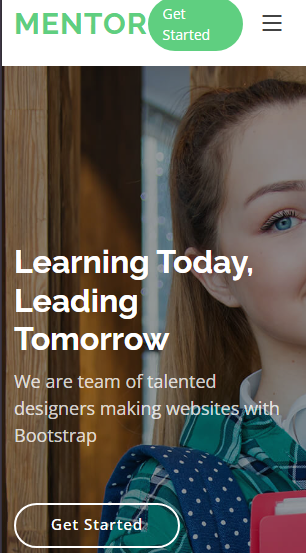 MENTOR
Get
Started
Learning Today,
Leading
Tomorrow
We are team of talented
designers making websites with
Bootstrap
Get Started